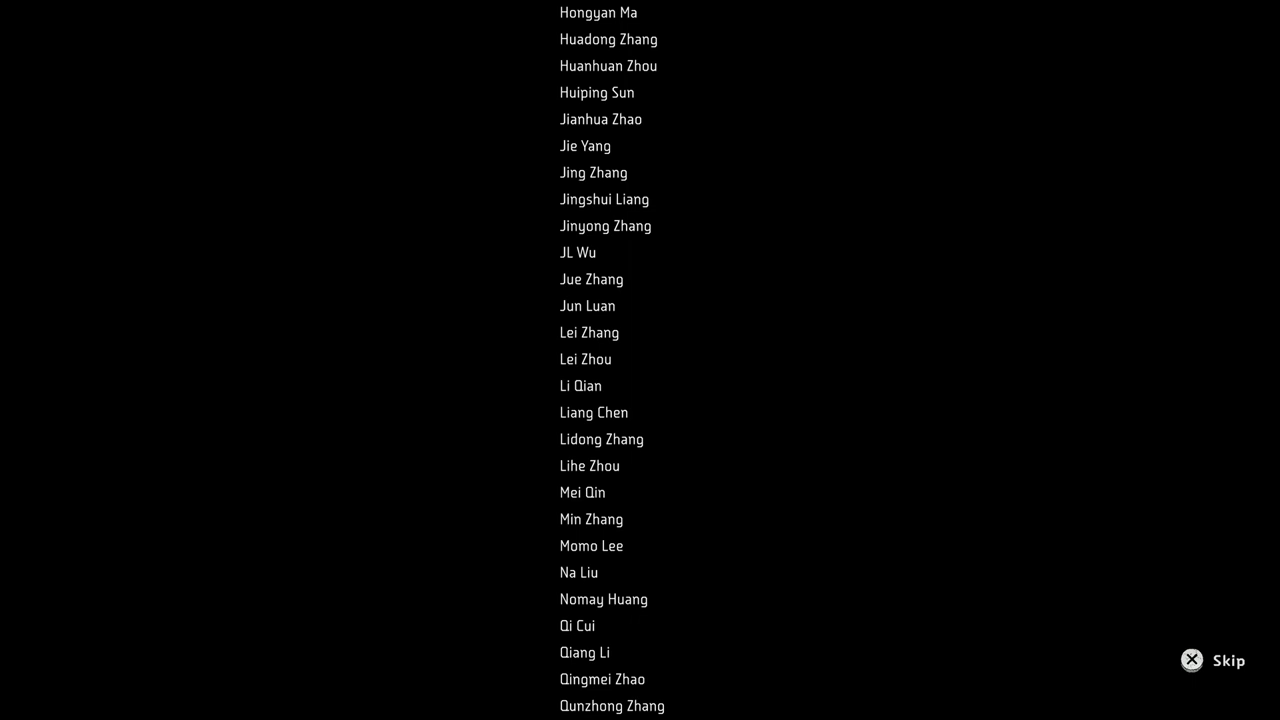 Hongyan Ma
Huadong Zhang
Huanhuan Zhou
Huiping Sun
Jianhua Zhao
Jie Yang
Jing Zhang
Jingshui Liang
Jinyong Zhang
JL Wu
Jue Zhang
Jun Luan
Lei Zhang
Lei Zhou
Li Qian
Liang Chen
Lidong Zhang
Lihe Zhou
Mei Qin
Min Zhang
Momo Lee
Na Liu
Nomay Huang
Qi Cui
Qiang Li
Skip
Qingmei Zhao
Qunzhong Zhang